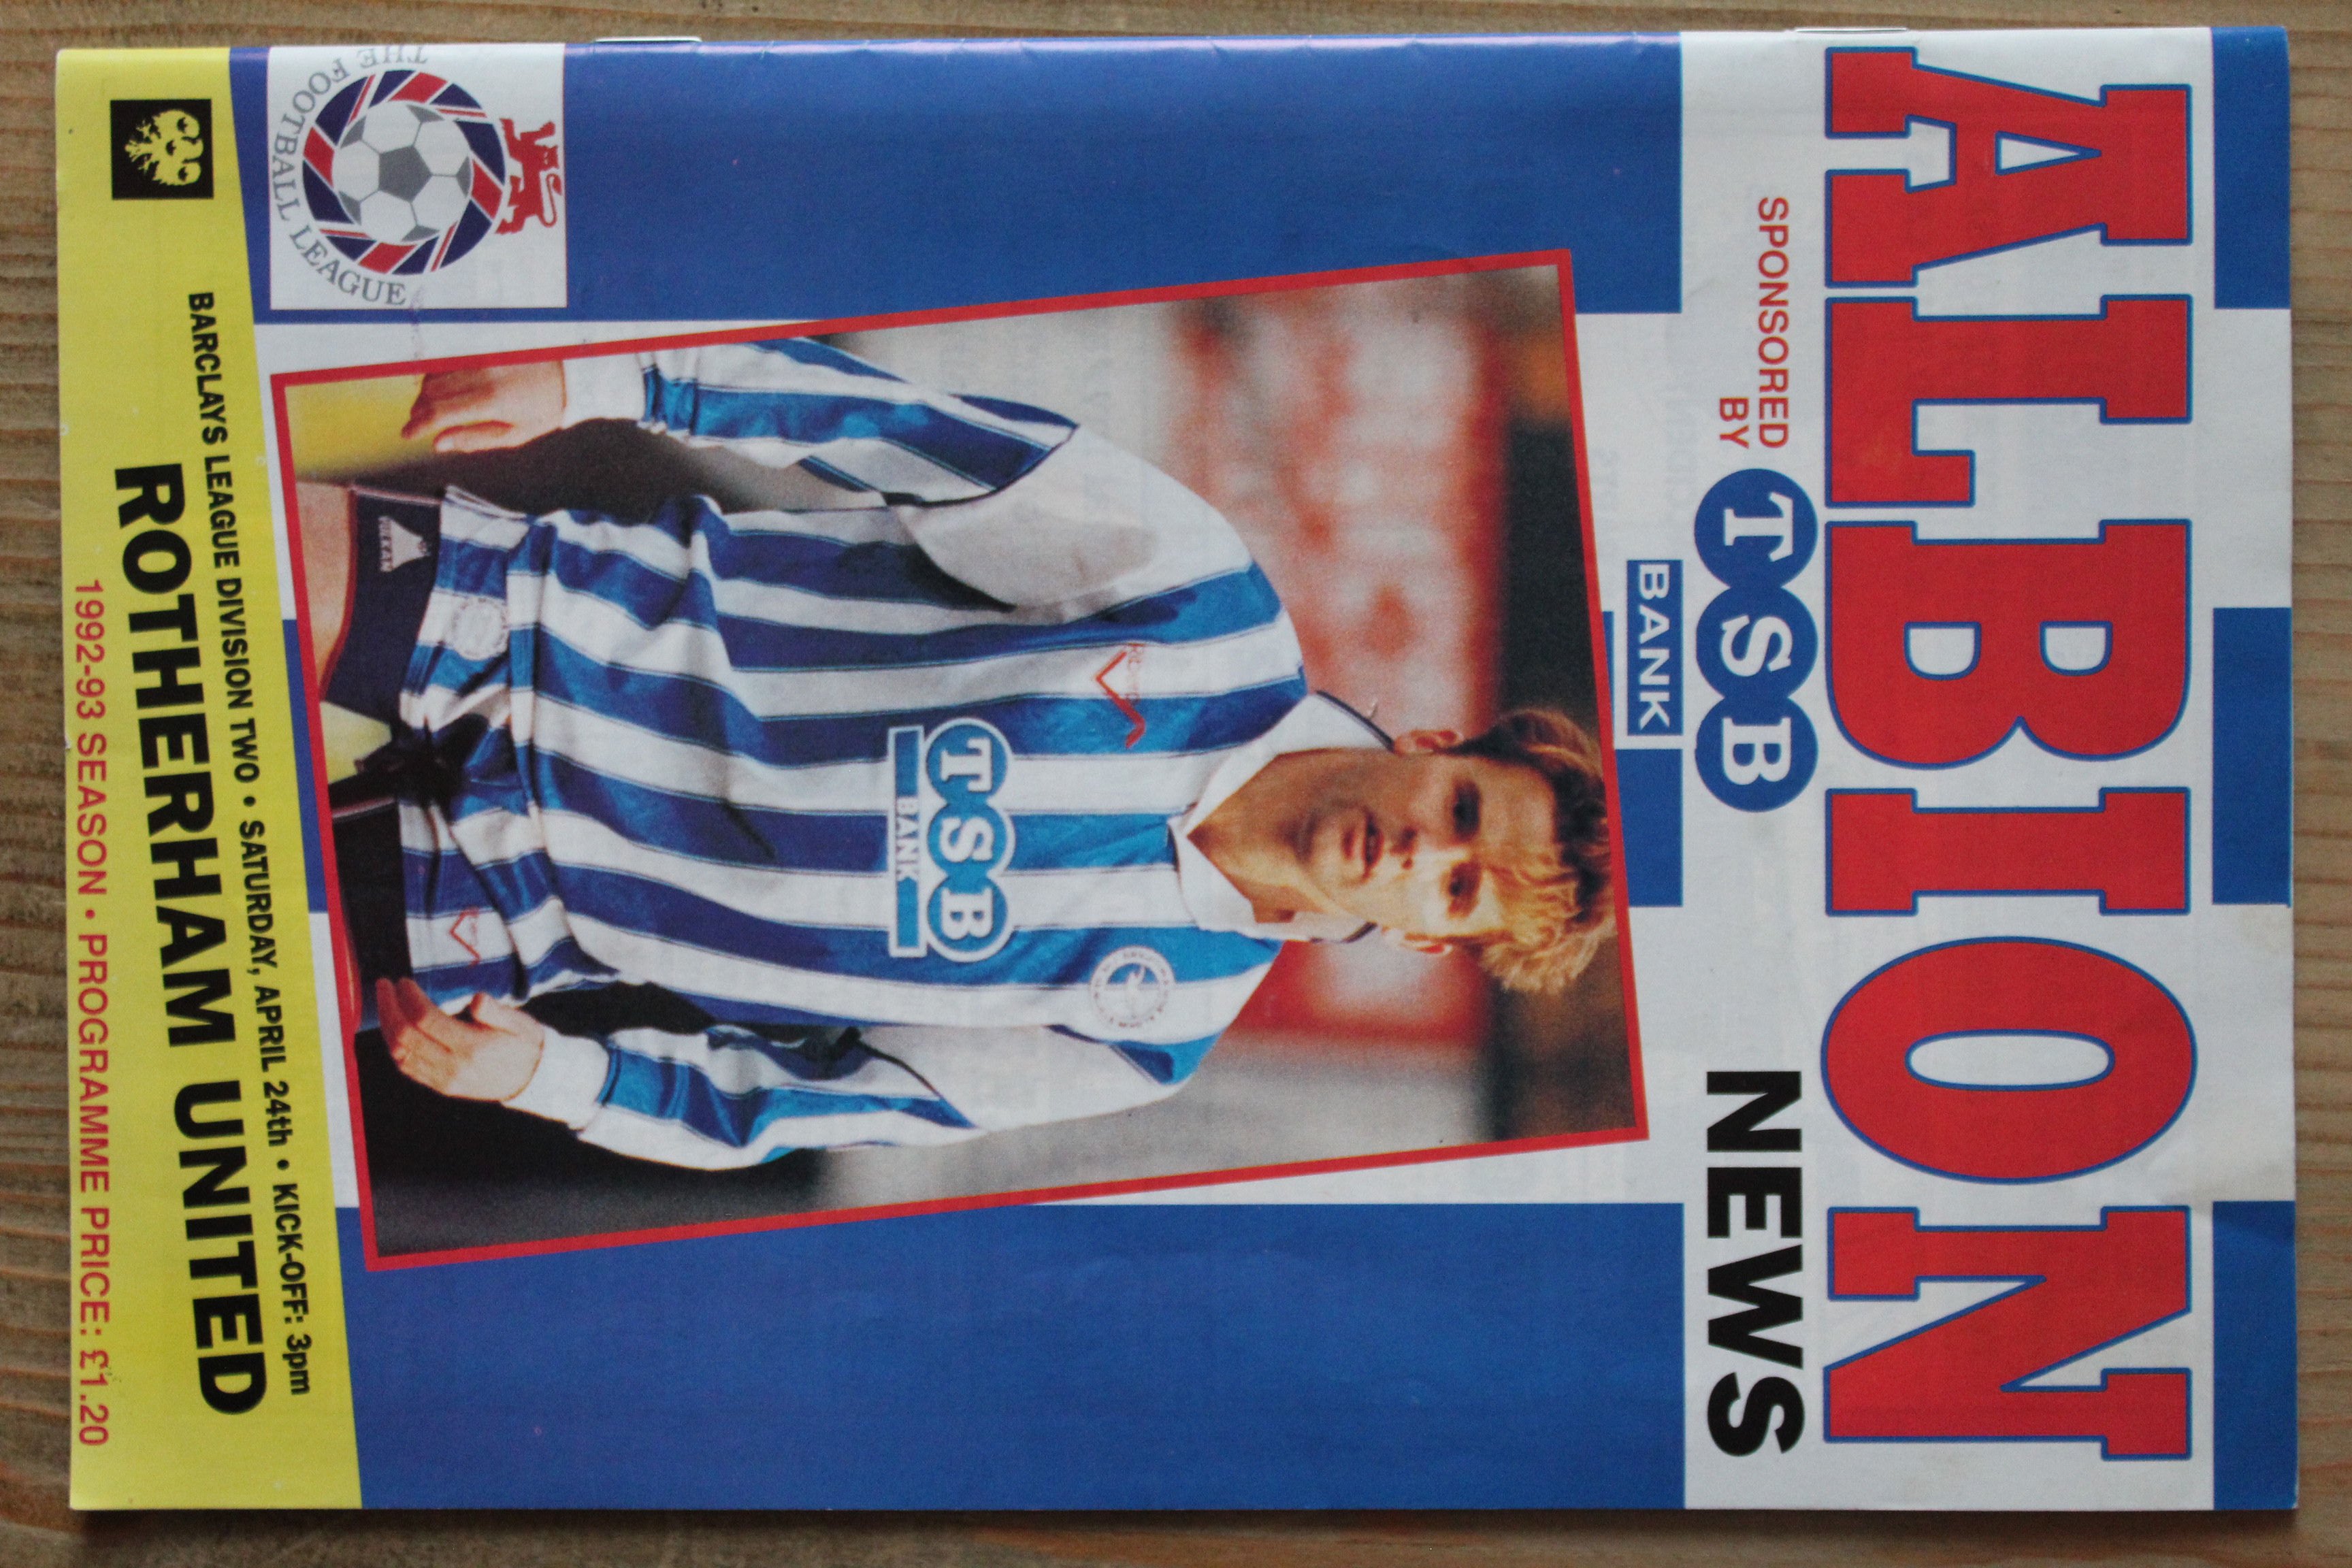 ALBION
SPONSORED
BY
TSB
BANK
NEWS
TSB
BANK
VULKAN
THE FOOTBALL LEAGUE
BARCLAYS LEAGUE DIVISION TWO • SATURDAY, APRIL 24th • KICK-OFF: 3pm
ROTHERHAM UNITED
1992-93 SEASON • PROGRAMME PRICE: £1.20